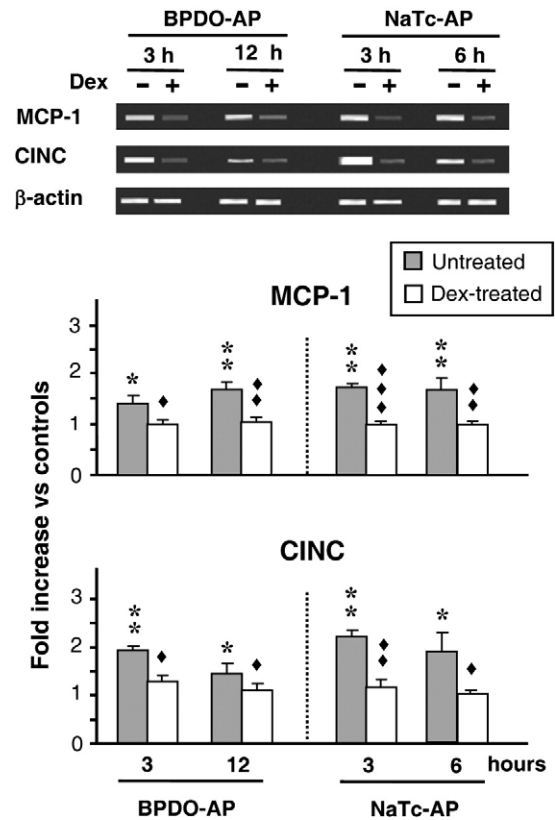 BPDO-AP NaTc-AP
3 h 12 h 3 h 6 h
Dex − + − + − + − +
MCP-1
CINC
β-actin
Untreated
Dex-treated
MCP-1
Fold increase vs controls
3
2
1
0
* ** ** **
♦ ♦♦ ♦♦♦ ♦♦
CINC
3
2
1
0
** * ** *
♦ ♦ ♦♦ ♦
3 12 3 6 hours
BPDO-AP NaTc-AP